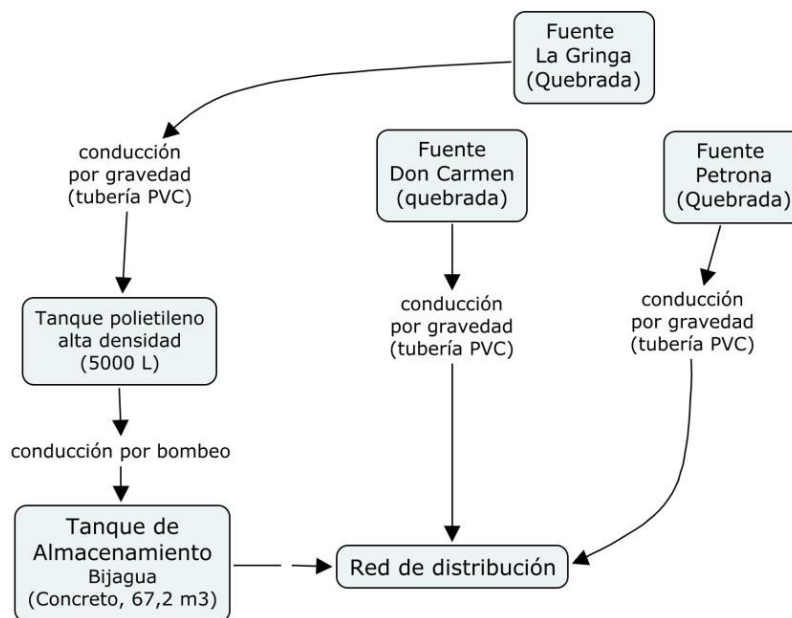 Fuente
La Gringa
(Quebrada)
conducción
por gravedad
(tubería PVC)
Fuente
Don Carmen
(quebrada)
Fuente
Petrona
(Quebrada)
Tanque polietileno
alta densidad
(5000 L)
conducción
por gravedad
(tubería PVC)
conducción
por gravedad
(tubería PVC)
conducción por bombeo
Tanque de
Almacenamiento
Bijagua
(Concreto, 67,2 m3)
Red de distribución